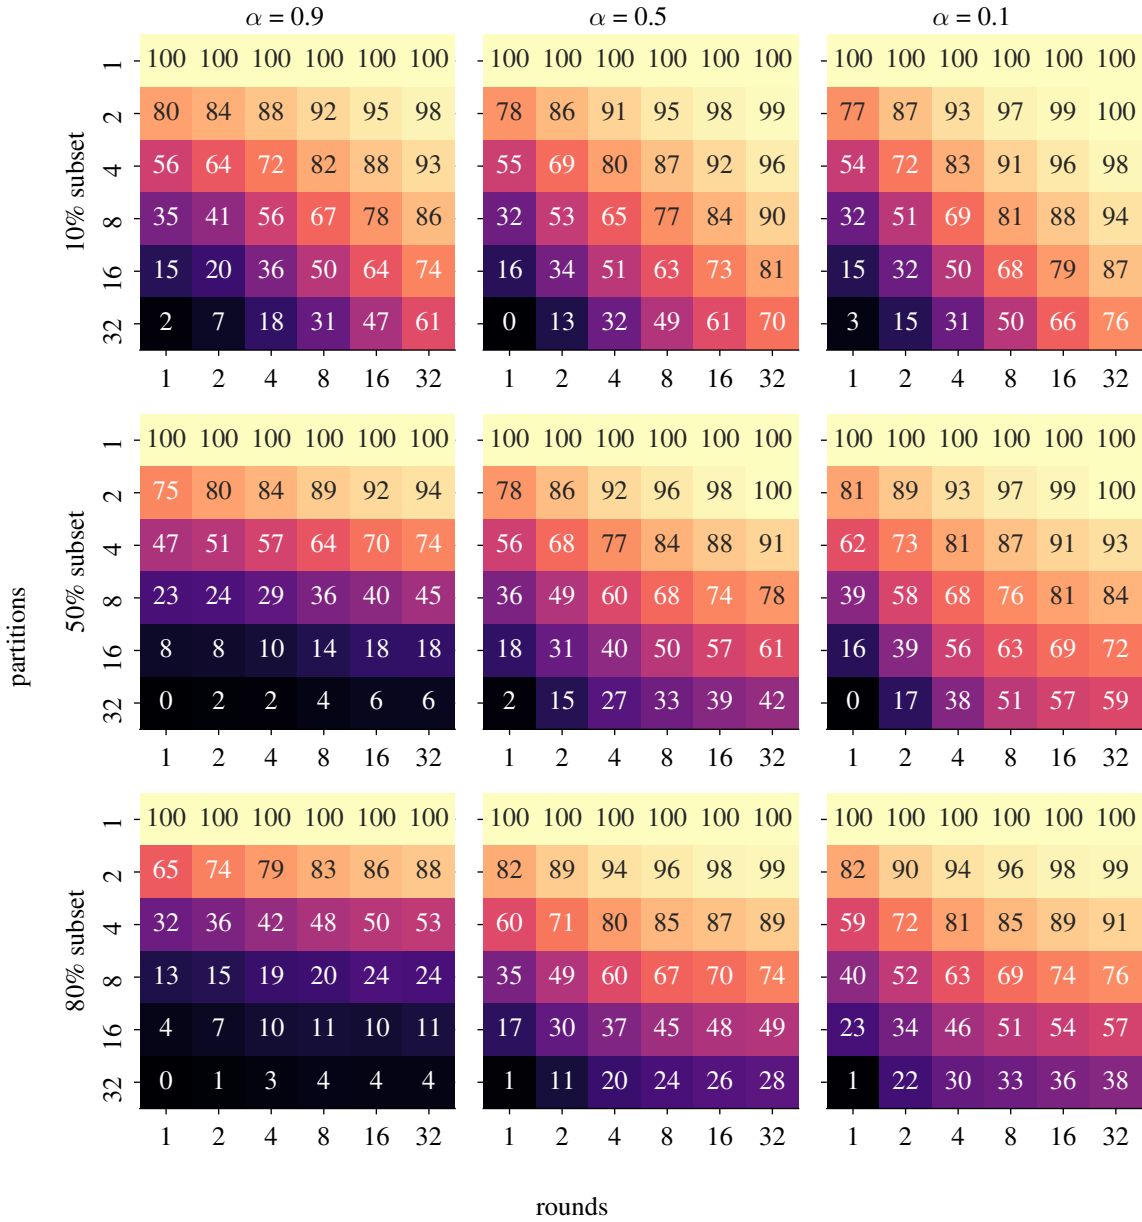 α = 0.9 α = 0.5 α = 0.1
10% subset
1 100 100 100 100 100 100 100 100 100 100 100 100 100 100 100 100 100 100
2 80 84 88 92 95 98 78 86 91 95 98 99 77 87 93 97 99 100
4 56 64 72 82 88 93 55 69 80 87 92 96 54 72 83 91 96 98
8 35 41 56 67 78 86 32 53 65 77 84 90 32 51 69 81 88 94
16 15 20 36 50 64 74 16 34 51 63 73 81 15 32 50 68 79 87
32 2 7 18 31 47 61 0 13 32 49 61 70 3 15 31 50 66 76
1 2 4 8 16 32 1 2 4 8 16 32 1 2 4 8 16 32
partitions
50% subset
1 100 100 100 100 100 100 100 100 100 100 100 100 100 100 100 100 100 100
2 75 80 84 89 92 94 78 86 92 96 98 100 81 89 93 97 99 100
4 47 51 57 64 70 74 56 68 77 84 88 91 62 73 81 87 91 93
8 23 24 29 36 40 45 36 49 60 68 74 78 39 58 68 76 81 84
16 8 8 10 14 18 18 18 31 40 50 57 61 16 39 56 63 69 72
32 0 2 2 4 6 6 2 15 27 33 39 42 0 17 38 51 57 59
1 2 4 8 16 32 1 2 4 8 16 32 1 2 4 8 16 32
80% subset
1 100 100 100 100 100 100 100 100 100 100 100 100 100 100 100 100 100 100
2 65 74 79 83 86 88 82 89 94 96 98 99 82 90 94 96 98 99
4 32 36 42 48 50 53 60 71 80 85 87 89 59 72 81 85 89 91
8 13 15 19 20 24 24 35 49 60 67 70 74 40 52 63 69 74 76
16 4 7 10 11 10 11 17 30 37 45 48 49 23 34 46 51 54 57
32 0 1 3 4 4 4 1 11 20 24 26 28 1 22 30 33 36 38
1 2 4 8 16 32 1 2 4 8 16 32 1 2 4 8 16 32
rounds